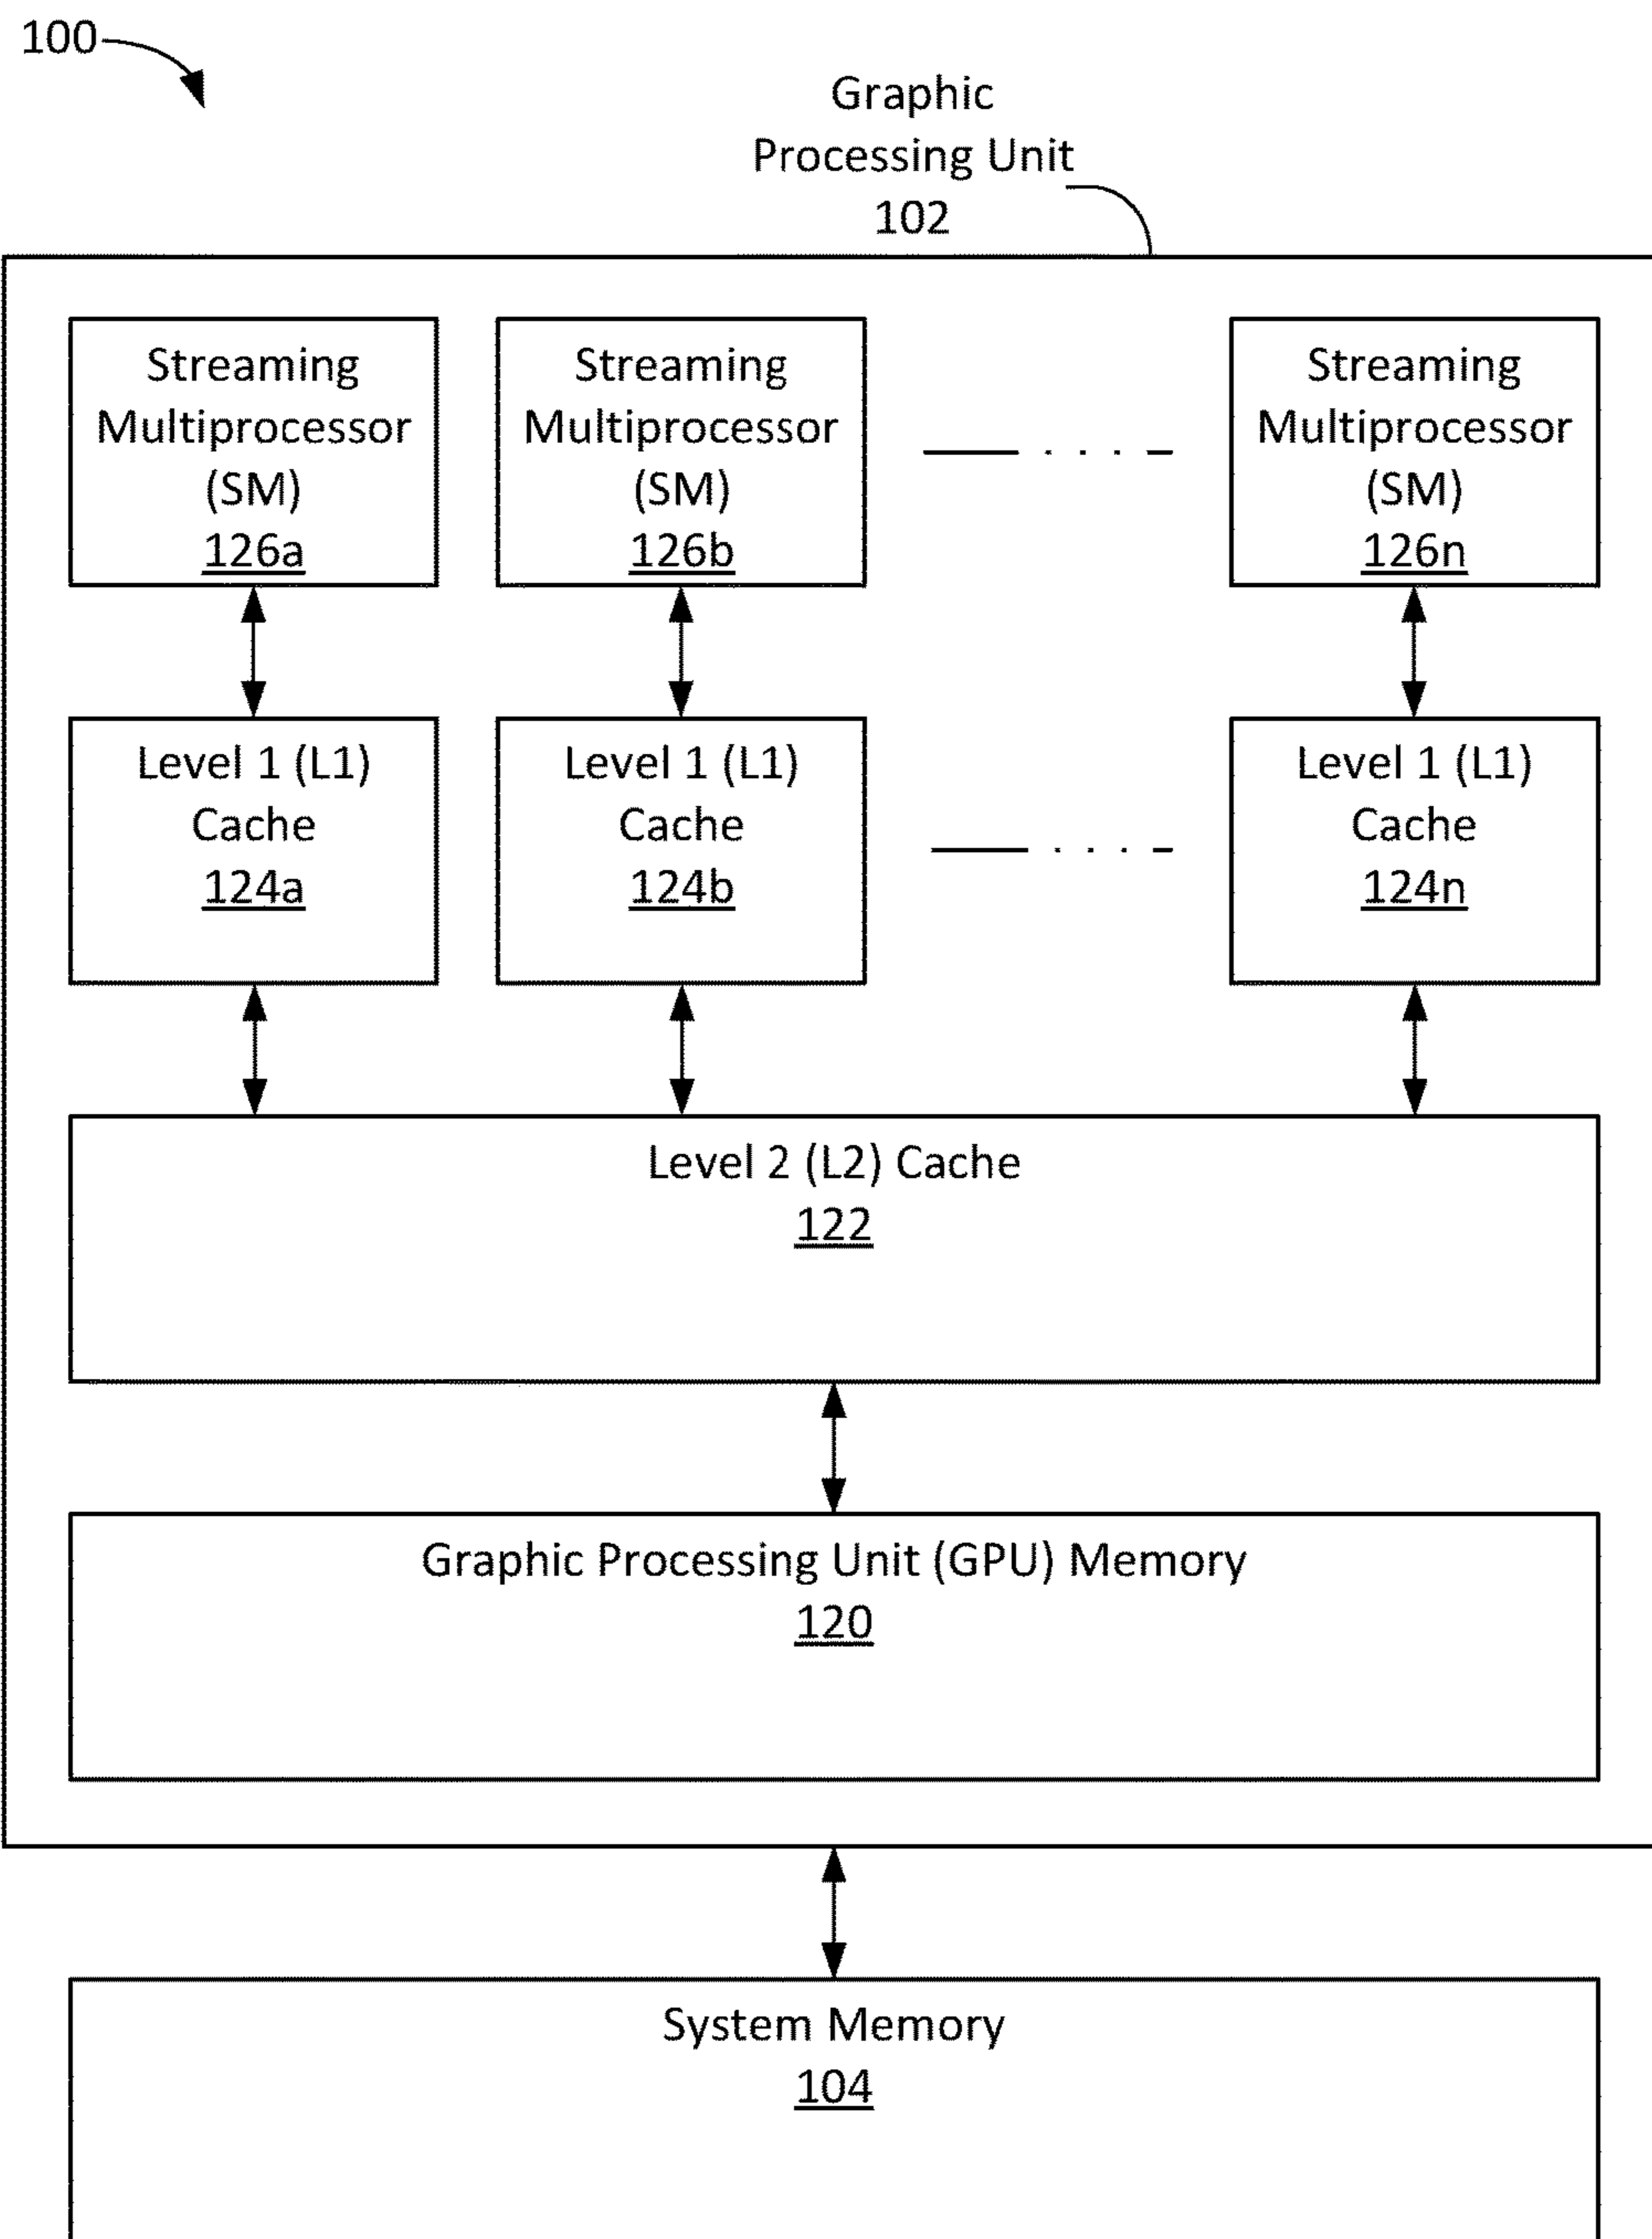 100
Graphic
Processing Unit
102
Streaming
Multiprocessor
(SM)
126a
Streaming
Multiprocessor
(SM)
126b
Streaming
Multiprocessor
(SM)
126n
Level 1 (L1)
Cache
124a
Level 1 (L1)
Cache
124b
Level 1 (L1)
Cache
124n
Level 2 (L2) Cache
122
Graphic Processing Unit (GPU) Memory
120
System Memory
104